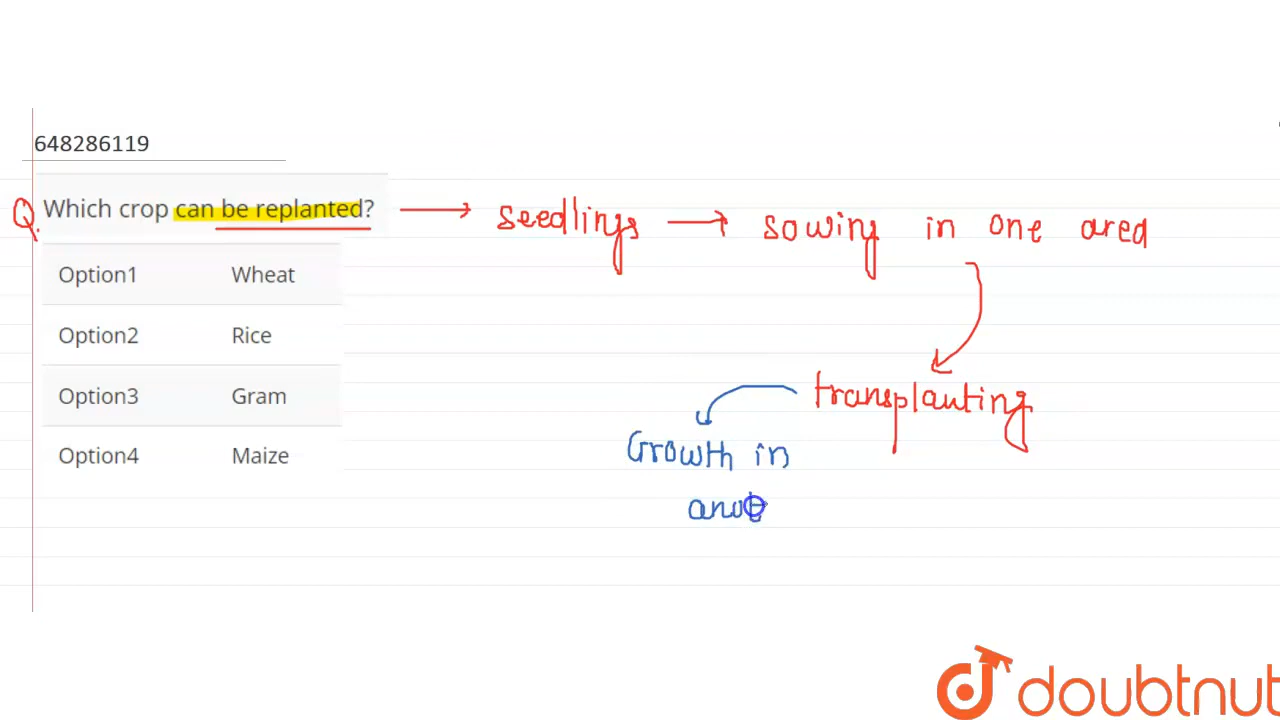 648286119
Q. Which crop can be replanted? → seedlings → sowing in one area
Option1 Wheat
Option2 Rice
transplanting
Option3 Gram
Growth in
Option4 Maize
anot
doubtnut